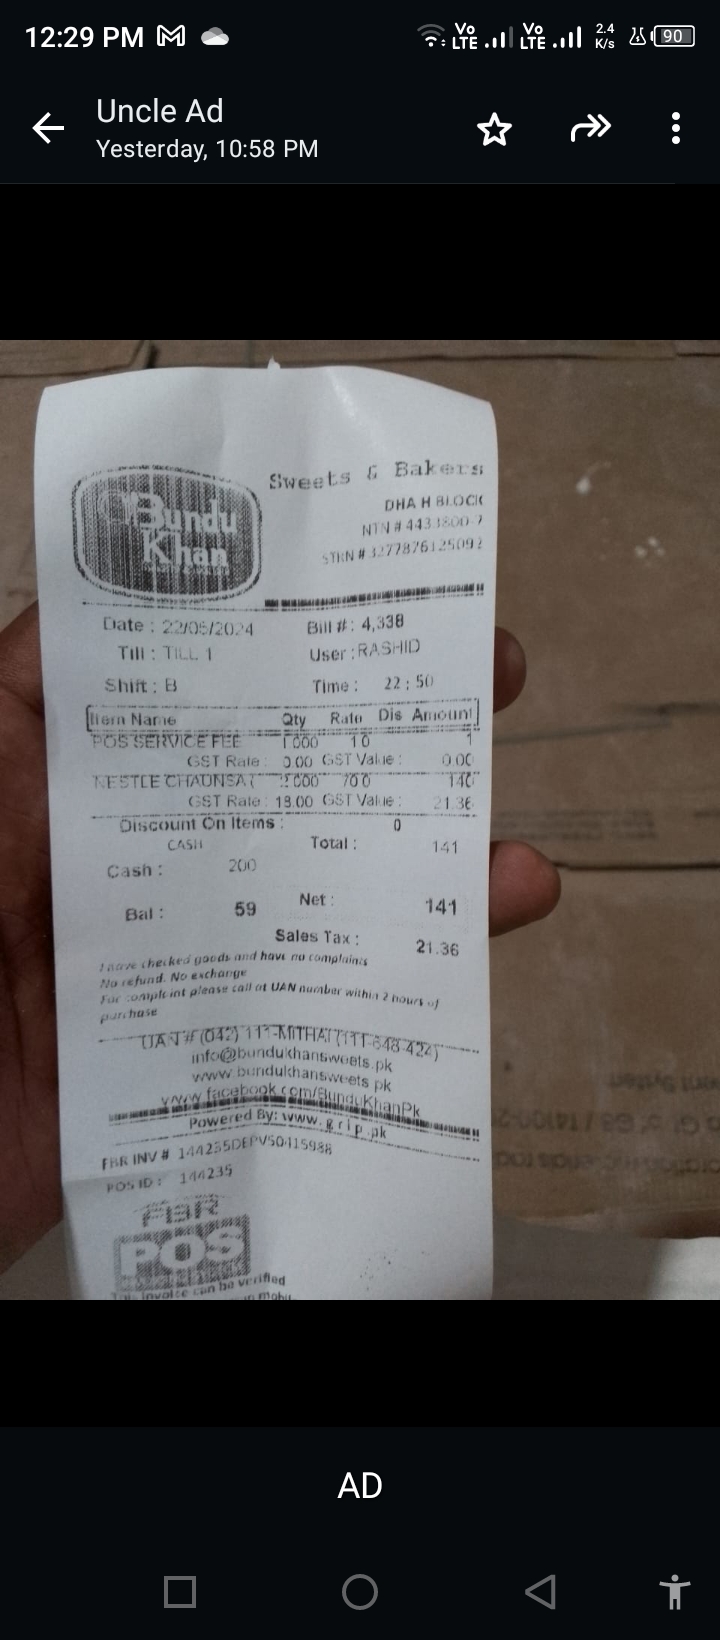 12:29 PM
Vo LTE Vo LTE 2.4 K/s 90
Uncle Ad
Yesterday, 10:58 PM
Sweets & Bakers
Bundu Khan
DHA H BLOCK
NTN # 4433800-7
STRN # 3277876125092
Date : 22/05/2024 Bill #: 4,338
Till : TILL 1 User : RASHID
Shift : B Time : 22 : 50
Item Name Qty Rate Dis Amount
POS SERVICE FEE 1.000 1.0 1
GST Rate : 0.00 GST Value : 0.00
NESTLE CHAUNSA ( 2.000 70.0 140
GST Rate : 18.00 GST Value : 21.36
Discount On Items : 0
CASH Total : 141
Cash : 200
Bal : 59 Net : 141
Sales Tax : 21.36
I have checked goods and have no complaints
No refund. No exchange
For complaint please call at UAN number within 2 hours of
purchase
UAN # (042) 111-MITHAI (111-648-424)
info@bundukhansweets.pk
www.bundukhansweets.pk
www.facebook.com/BunduKhanPk
Powered By: www.grip.pk
FBR INV # 144235DEPV50415988
POS ID : 144235
FBR
POS
This invoice can be verified
AD